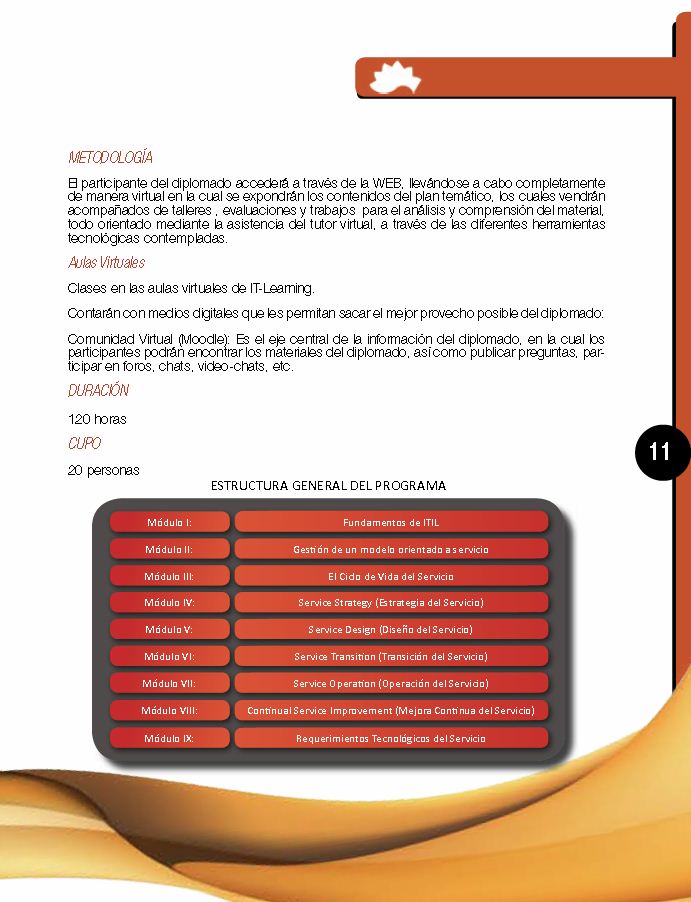 METODOLOGÍA
El participante del diplomado accederá a través de la WEB, llevándose a cabo completamente
de manera virtual en la cual se expondrán los contenidos del plan temático, los cuales vendrán
acompañados de talleres , evaluaciones y trabajos para el análisis y comprensión del material,
todo orientado mediante la asistencia del tutor virtual, a través de las diferentes herramientas
tecnológicas contempladas.
Aulas Virtuales
Clases en las aulas virtuales de IT-Learning.
Contarán con medios digitales que les permitan sacar el mejor provecho posible del diplomado:
Comunidad Virtual (Moodle): Es el eje central de la información del diplomado, en la cual los
participantes podrán encontrar los materiales del diplomado, así como publicar preguntas, par-
ticipar en foros, chats, video-chats, etc.
DURACIÓN
120 horas
CUPO
11
20 personas
ESTRUCTURA GENERAL DEL PROGRAMA
Módulo I: Fundamentos de ITIL
Módulo II: Gestión de un modelo orientado a servicio
Módulo III: El Ciclo de Vida del Servicio
Módulo IV: Service Strategy (Estrategia del Servicio)
Módulo V: Service Design (Diseño del Servicio)
Módulo VI: Service Transition (Transición del Servicio)
Módulo VII: Service Operation (Operación del Servicio)
Módulo VIII: Continual Service Improvement (Mejora Continua del Servicio)
Módulo IX: Requerimientos Tecnológicos del Servicio